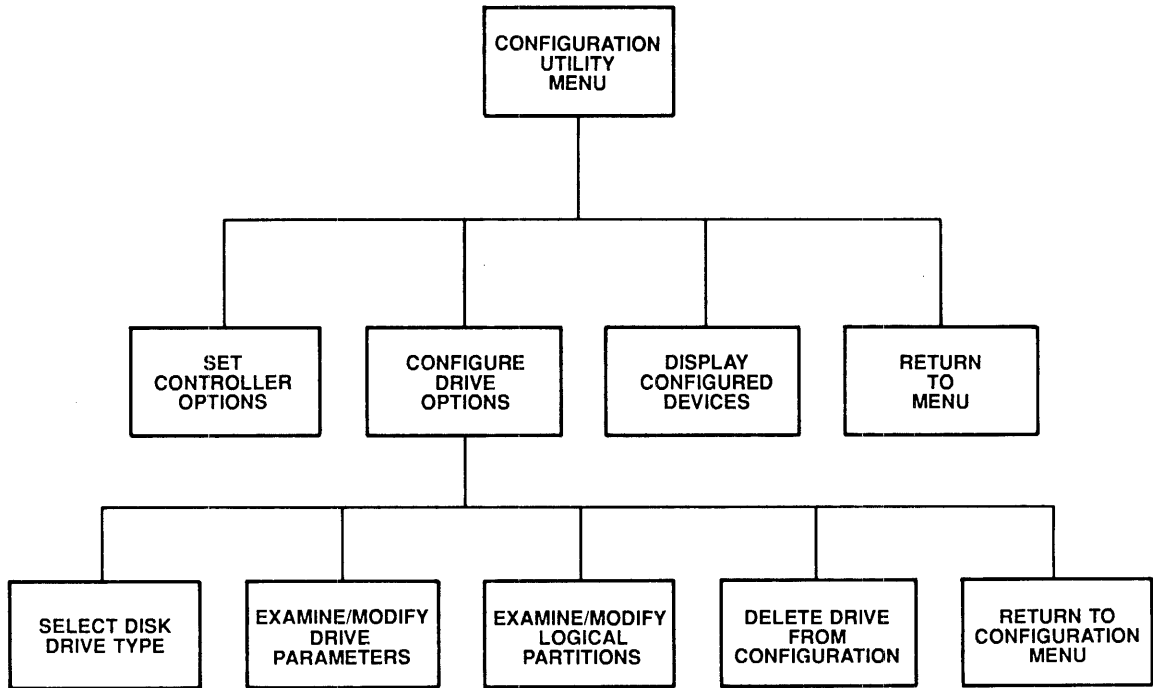 CONFIGURATION
UTILITY
MENU
SET
CONTROLLER
OPTIONS
CONFIGURE
DRIVE
OPTIONS
DISPLAY
CONFIGURED
DEVICES
RETURN
TO
MENU
SELECT DISK
DRIVE TYPE
EXAMINE/MODIFY
DRIVE
PARAMETERS
EXAMINE/MODIFY
LOGICAL
PARTITIONS
DELETE DRIVE
FROM
CONFIGURATION
RETURN TO
CONFIGURATION
MENU